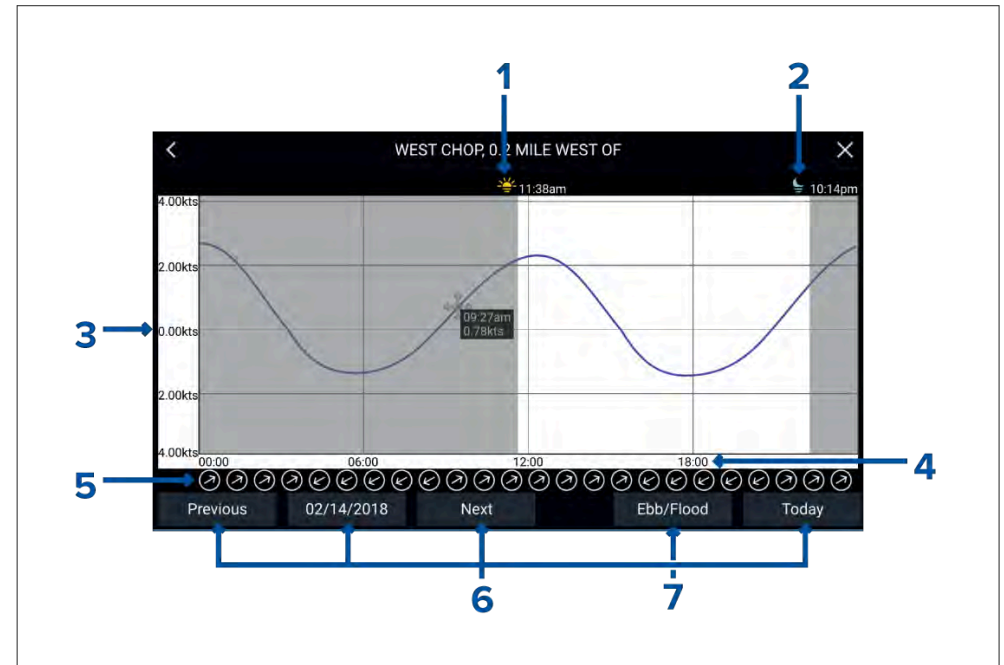 1 2
WEST CHOP, 0.2 MILE WEST OF
11:38am 10:14pm
4.00kts
2.00kts
09:27am
0.78kts
3 0.00kts
2.00kts
4.00kts
00:00 06:00 12:00 18:00 4
5
Previous 02/14/2018 Next Ebb/Flood Today
6 7